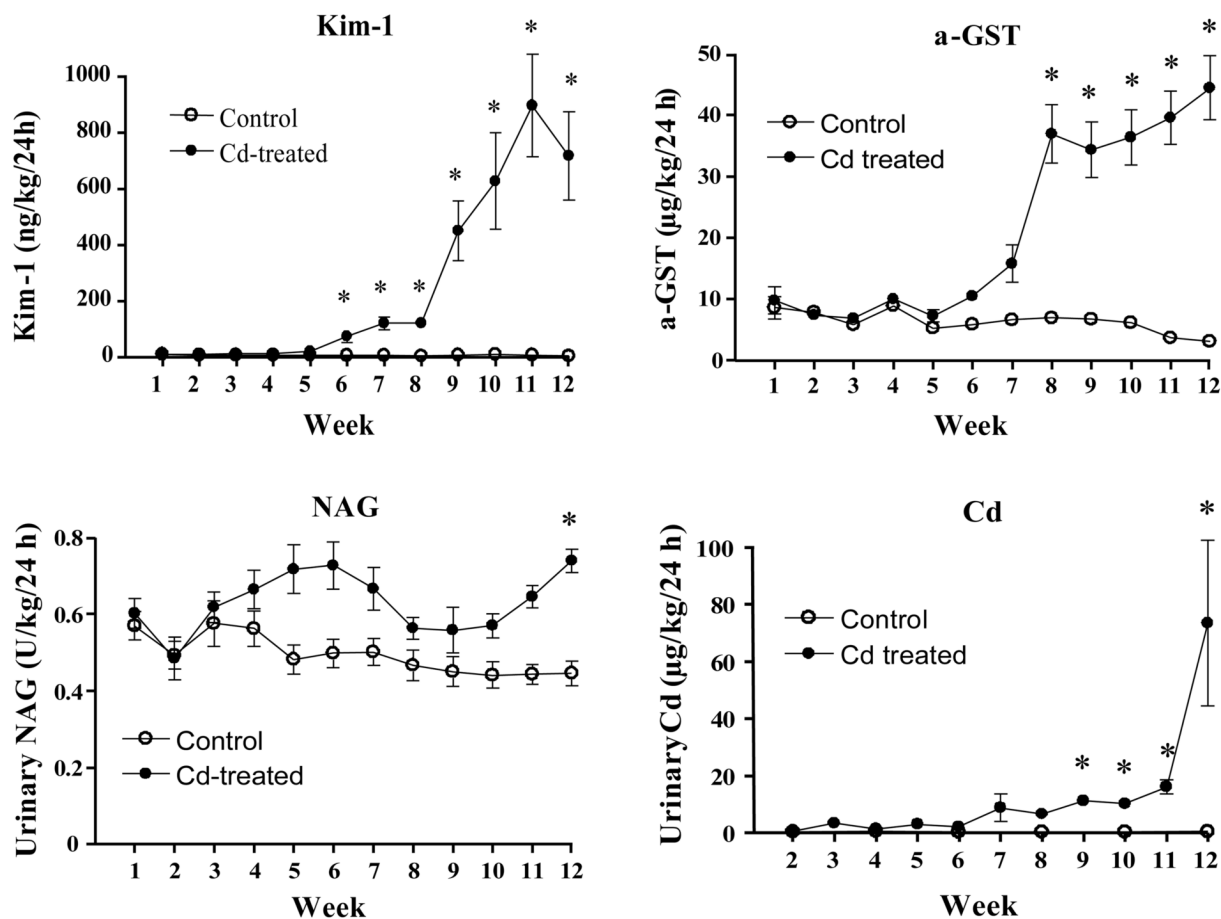 Kim-1
*
* * * * * *
Kim-1 (ng/kg/24h)
1000
800
600
400
200
0
Control
Cd-treated
1 2 3 4 5 6 7 8 9 10 11 12
Week
a-GST
* * * * *
a-GST (µg/kg/24 h)
50
40
30
20
10
0
Control
Cd treated
1 2 3 4 5 6 7 8 9 10 11 12
Week
NAG
*
Urinary NAG (U/kg/24 h)
0.8
0.6
0.4
0.2
0
Control
Cd-treated
1 2 3 4 5 6 7 8 9 10 11 12
Week
Cd
* * * *
UrinaryCd (µg/kg/24 h)
100
80
60
40
20
0
Control
Cd treated
2 3 4 5 6 7 8 9 10 11 12
Week